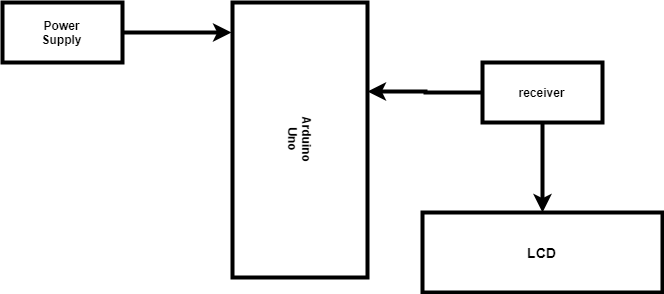 Power
Supply
Arduino
Uno
receiver
LCD